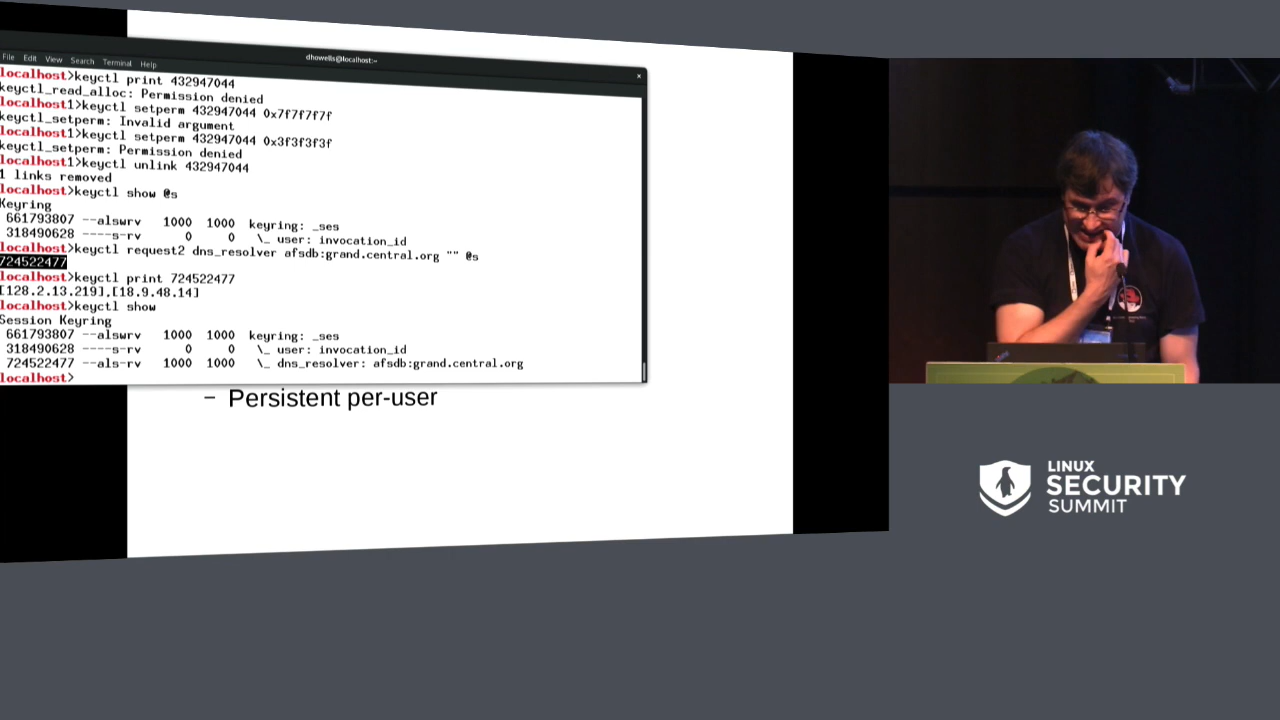 File Edit View Search Terminal Help
dhowells@localhost:~
localhost>keyctl print 432947044
keyctl_read_alloc: Permission denied
localhost1>keyctl setperm 432947044 0x7f7f7f7f
keyctl_setperm: Invalid argument
localhost1>keyctl setperm 432947044 0x3f3f3f3f
keyctl_setperm: Permission denied
localhost1>keyctl unlink 432947044
1 links removed
localhost>keyctl show @s
Keyring
661793807 --alswrv 1000 1000 keyring: _ses
318490628 ----s-rv 0 0 \_ user: invocation_id
localhost>keyctl request2 dns_resolver afsdb:grand.central.org "" @s
724522477
localhost>keyctl print 724522477
[128.2.13.219],[18.9.48.14]
localhost>keyctl show
Session Keyring
661793807 --alswrv 1000 1000 keyring: _ses
318490628 ----s-rv 0 0 \_ user: invocation_id
724522477 --als-rv 1000 1000 \_ dns_resolver: afsdb:grand.central.org
localhost>
– Persistent per-user
LINUX
SECURITY
SUMMIT